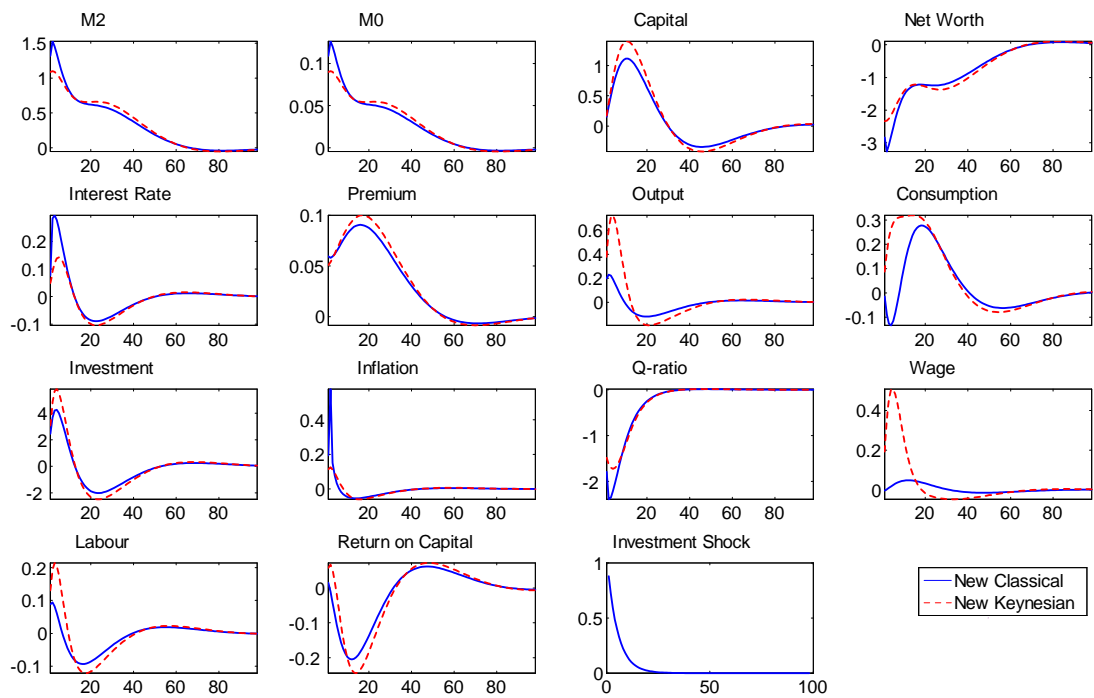 M2
M0
Capital
Net Worth
1.5
1
0.5
0
20 40 60 80
0.1
0.05
0
20 40 60 80
1
0.5
0
20 40 60 80
0
-1
-2
-3
20 40 60 80
Interest Rate
Premium
Output
Consumption
0.2
0.1
0
-0.1
20 40 60 80
0.1
0.05
0
20 40 60 80
0.6
0.4
0.2
0
20 40 60 80
0.3
0.2
0.1
0
-0.1
20 40 60 80
Investment
Inflation
Q-ratio
Wage
4
2
0
-2
20 40 60 80
0.4
0.2
0
20 40 60 80
0
-1
-2
20 40 60 80 100
0.4
0.2
0
20 40 60 80
Labour
Return on Capital
Investment Shock
0.2
0.1
0
-0.1
20 40 60 80
0
-0.2
20 40 60 80
1
0.5
0
0 50 100
New Classical
New Keynesian